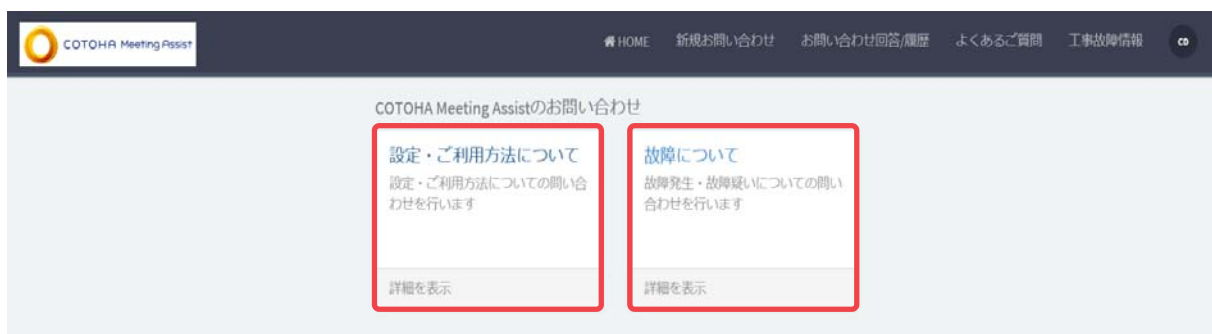 COTOHA Meeting Assist
HOME 新規お問い合わせ お問い合わせ回答/履歴 よくあるご質問 工事故障情報 CD
COTOHA Meeting Assistのお問い合わせ
設定・ご利用方法について
設定・ご利用方法についての問い合
わせを行います
詳細を表示
故障について
故障発生・故障疑いについての問い
合わせを行います
詳細を表示